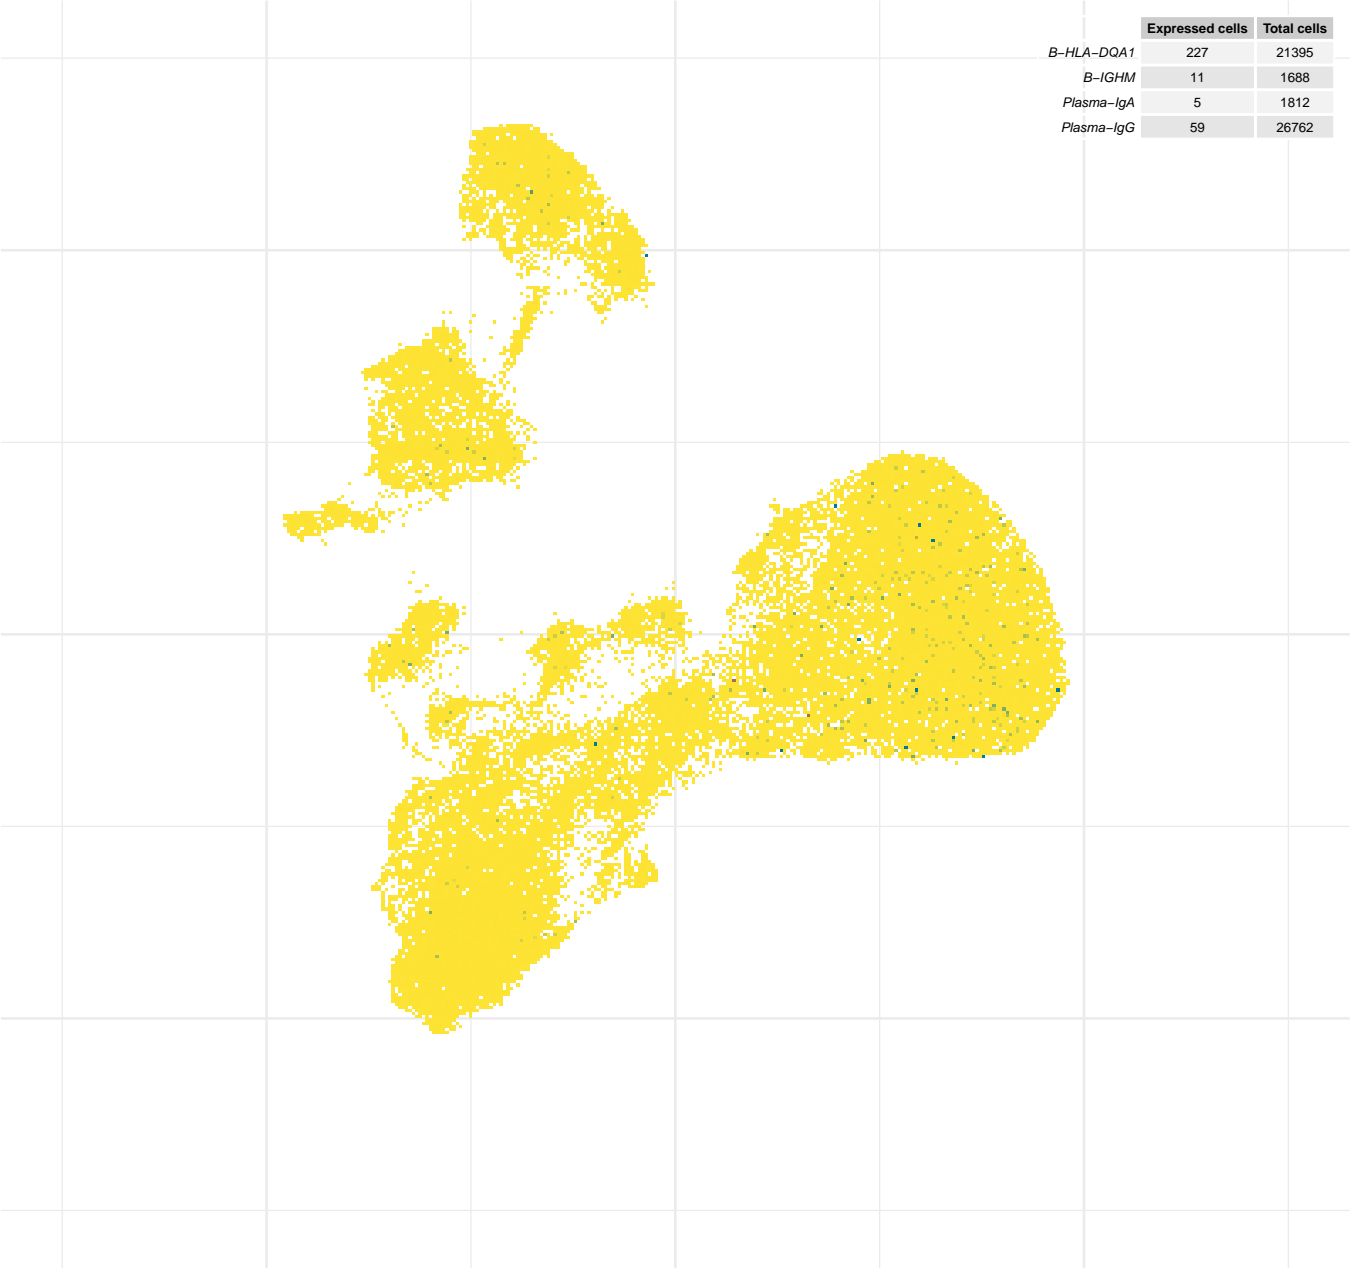 Expressed cells Total cells
B−HLA−DQA1 227 21395
B−IGHM 11 1688
Plasma−IgA 5 1812
Plasma−IgG 59 26762